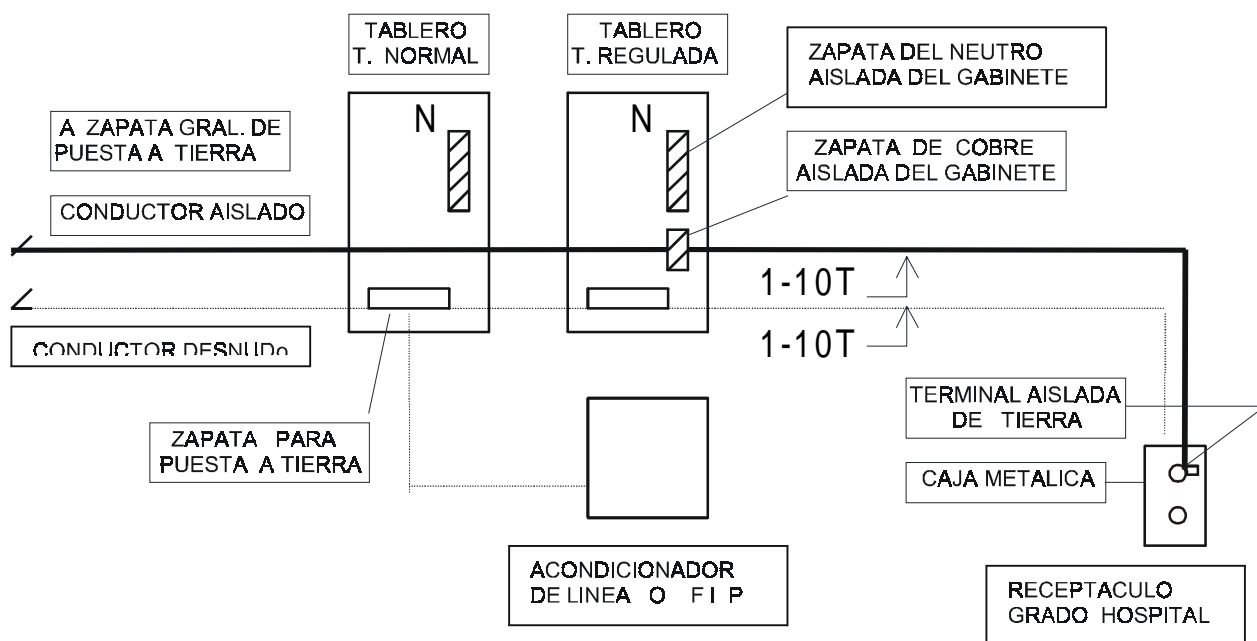 TABLERO
T. NORMAL
TABLERO
T. REGULADA
ZAPATA DEL NEUTRO
AISLADA DEL GABINETE
N
N
A ZAPATA GRAL. DE
PUESTA A TIERRA
ZAPATA DE COBRE
AISLADA DEL GABINETE
CONDUCTOR AISLADO
1-10T
1-10T
CONDUCTOR DESNUDo
TERMINAL AISLADA
DE TIERRA
ZAPATA PARA
PUESTA A TIERRA
CAJA METALICA
ACONDICIONADOR
DE LINEA O F I P
RECEPTACULO
GRADO HOSPITAL